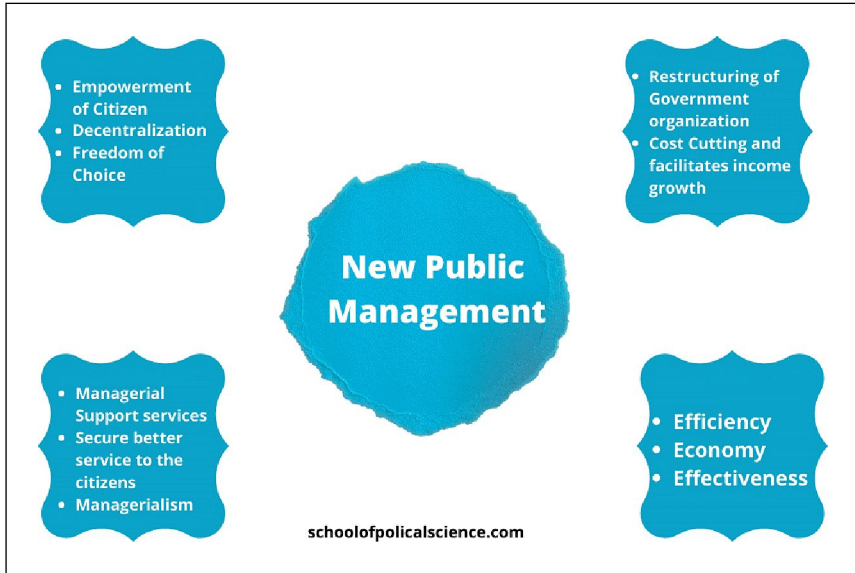 • Empowerment
of Citizen
• Decentralization
• Freedom of
Choice
• Restructuring of
Government
organization
• Cost Cutting and
facilitates income
growth
New Public
Management
• Managerial
Support services
• Secure better
service to the
citizens
• Managerialism
• Efficiency
• Economy
• Effectiveness
schoolofpolicalscience.com